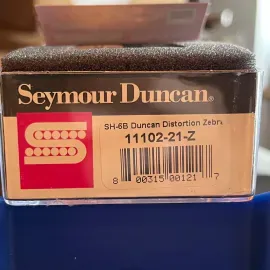 Seymour Duncan®
SH-6B Duncan Distortion Zebra
11102-21-Z
8 00315 00121 7